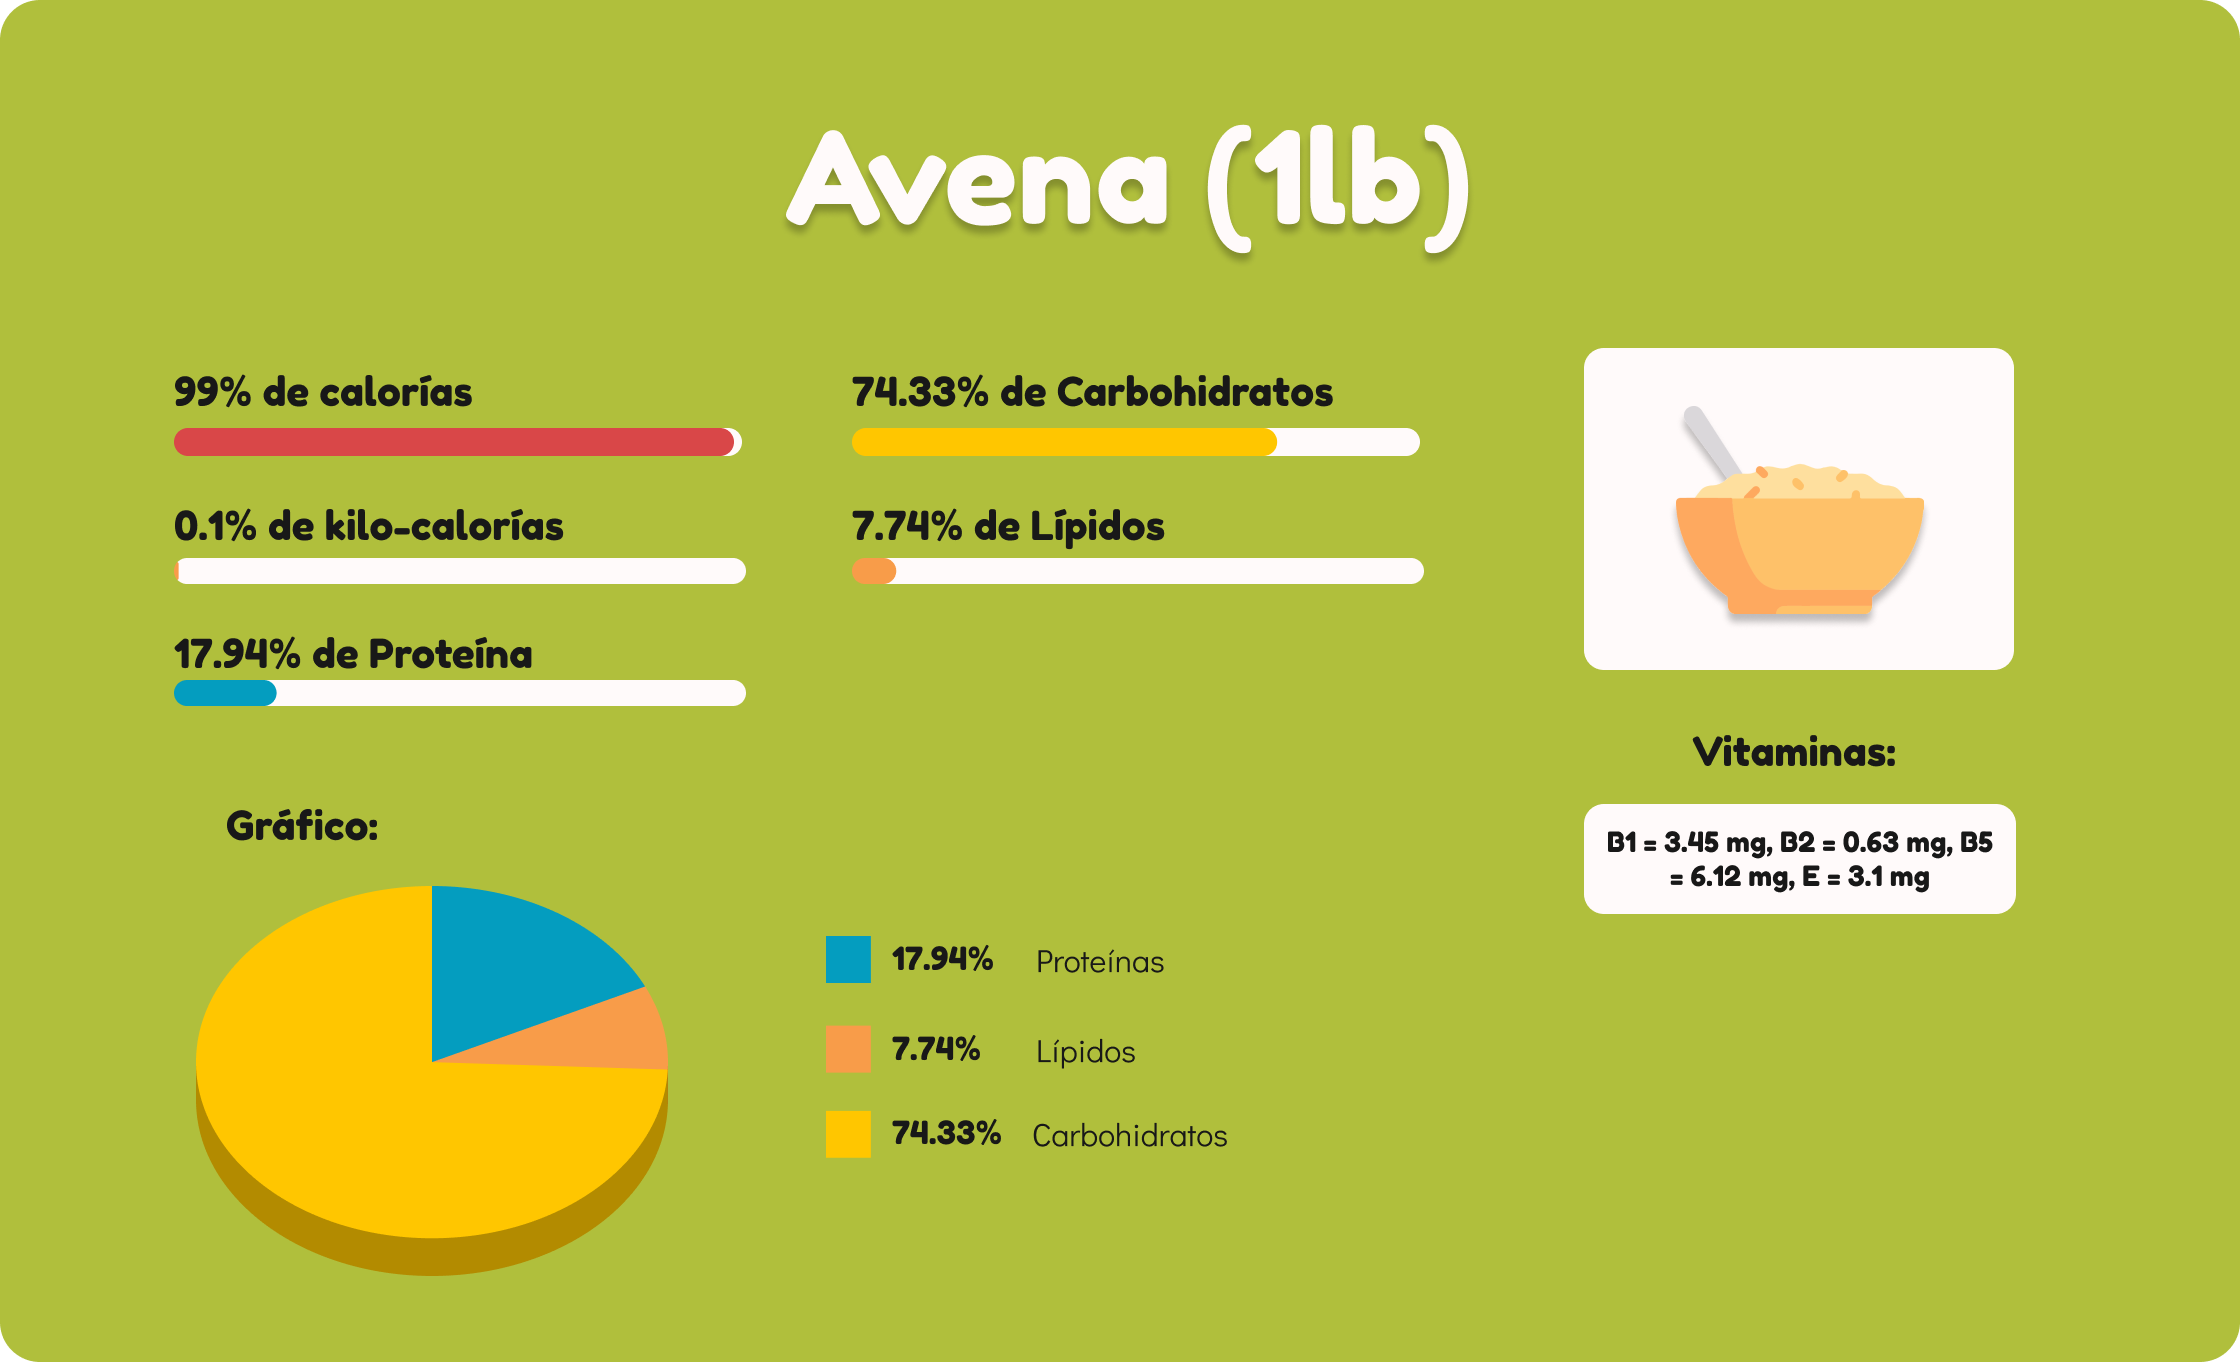 Avena (1lb)
99% de calorías
74.33% de Carbohidratos
0.1% de kilo-calorías
7.74% de Lípidos
17.94% de Proteína
Vitaminas:
B1 = 3.45 mg, B2 = 0.63 mg, B5
= 6.12 mg, E = 3.1 mg
Gráfico:
17.94% Proteínas
7.74% Lípidos
74.33% Carbohidratos